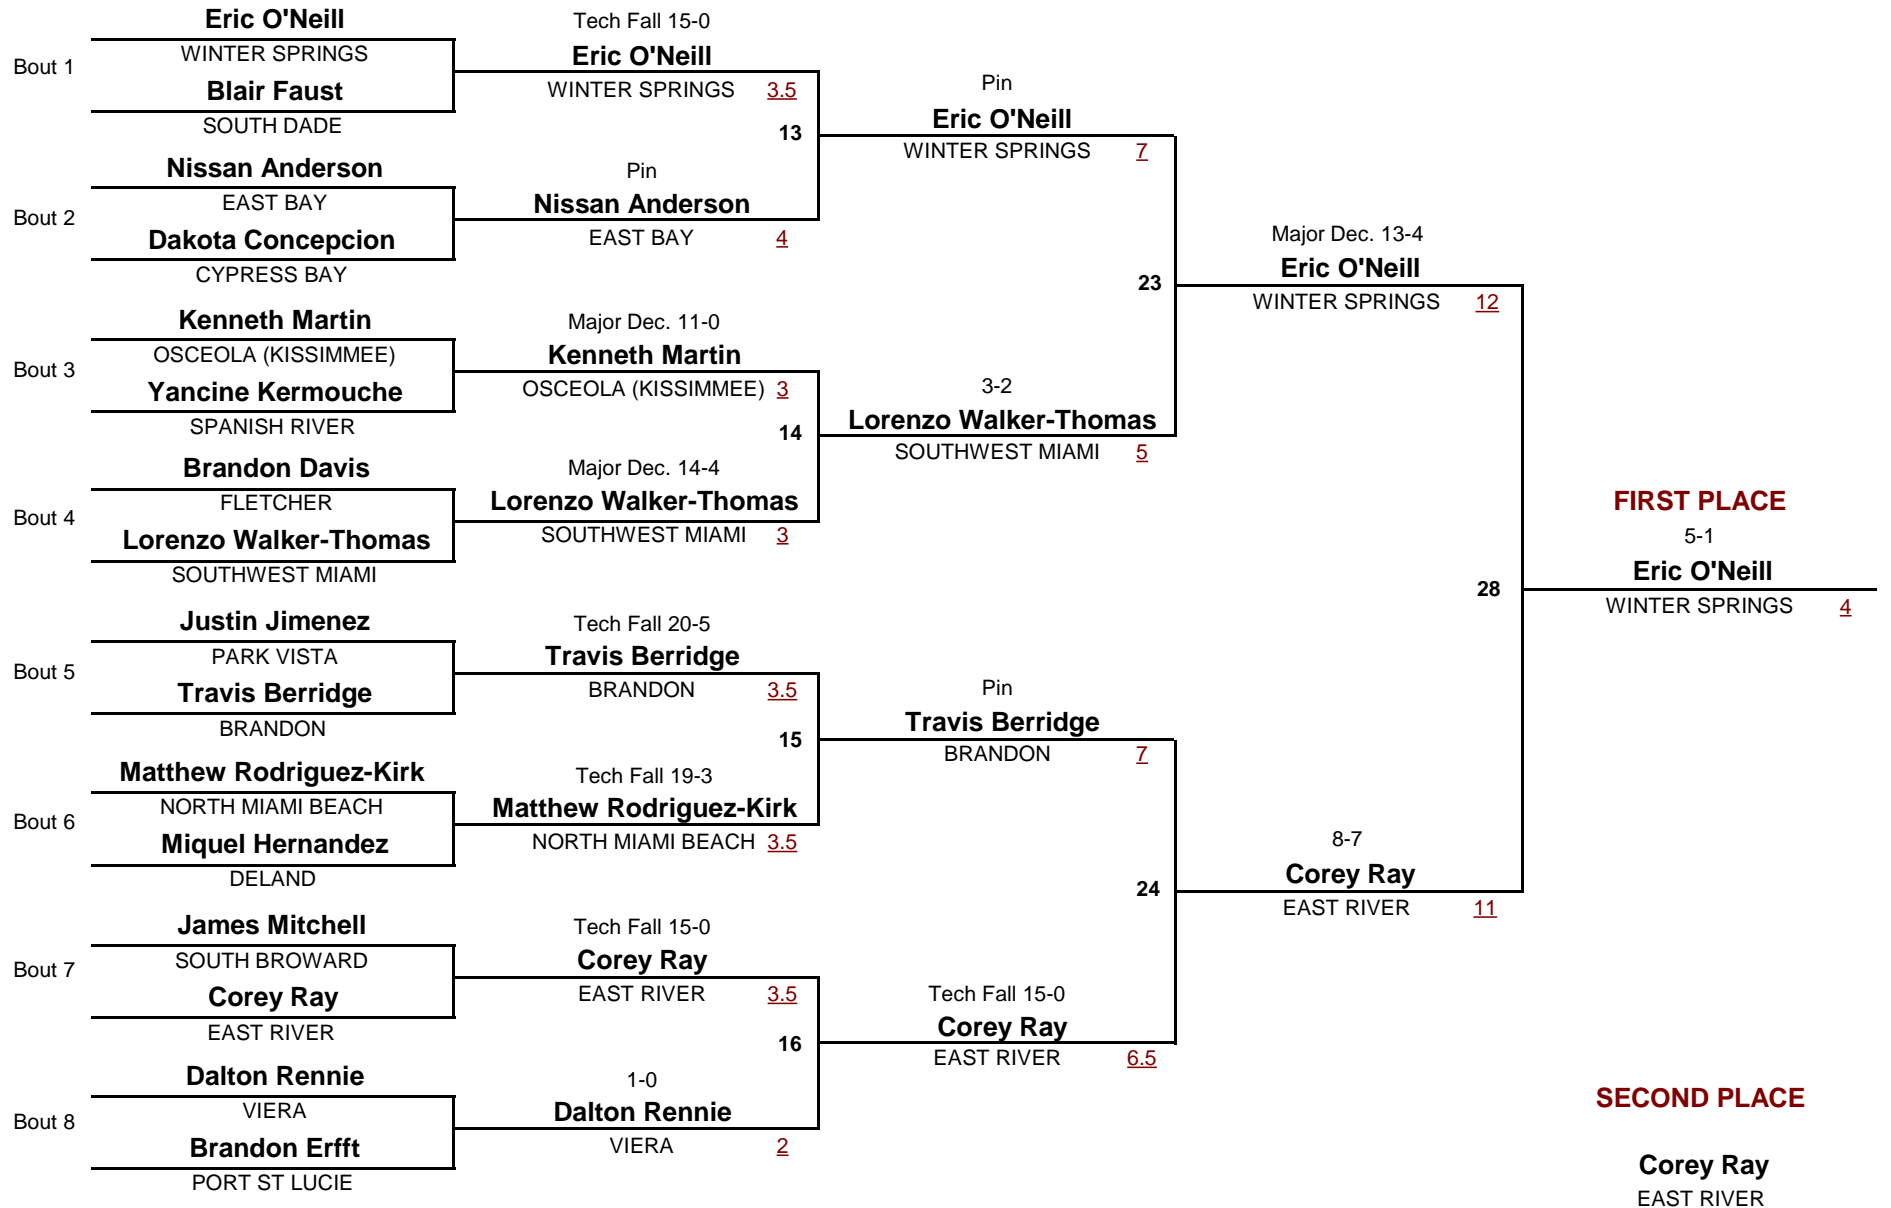 Eric O'Neill
Bout 1
WINTER SPRINGS
Blair Faust
SOUTH DADE
Nissan Anderson
Bout 2
EAST BAY
Dakota Concepcion
CYPRESS BAY
Kenneth Martin
Bout 3
OSCEOLA (KISSIMMEE)
Yancine Kermouche
SPANISH RIVER
Brandon Davis
Bout 4
FLETCHER
Lorenzo Walker-Thomas
SOUTHWEST MIAMI
Justin Jimenez
Bout 5
PARK VISTA
Travis Berridge
BRANDON
Matthew Rodriguez-Kirk
Bout 6
NORTH MIAMI BEACH
Miquel Hernandez
DELAND
James Mitchell
Bout 7
SOUTH BROWARD
Corey Ray
EAST RIVER
Dalton Rennie
Bout 8
VIERA
Brandon Erfft
PORT ST LUCIE
Tech Fall 15-0
Eric O'Neill
WINTER SPRINGS 3.5
13
Pin
Nissan Anderson
EAST BAY 4
Major Dec. 11-0
Kenneth Martin
OSCEOLA (KISSIMMEE) 3
14
Major Dec. 14-4
Lorenzo Walker-Thomas
SOUTHWEST MIAMI 3
Tech Fall 20-5
Travis Berridge
BRANDON 3.5
15
Tech Fall 19-3
Matthew Rodriguez-Kirk
NORTH MIAMI BEACH 3.5
Tech Fall 15-0
Corey Ray
EAST RIVER 3.5
16
1-0
Dalton Rennie
VIERA 2
Pin
Eric O'Neill
WINTER SPRINGS 7
23
3-2
Lorenzo Walker-Thomas
SOUTHWEST MIAMI 5
Pin
Travis Berridge
BRANDON 7
24
Tech Fall 15-0
Corey Ray
EAST RIVER 6.5
Major Dec. 13-4
Eric O'Neill
WINTER SPRINGS 12
28
8-7
Corey Ray
EAST RIVER 11
FIRST PLACE
5-1
Eric O'Neill
WINTER SPRINGS 4
SECOND PLACE
Corey Ray
EAST RIVER